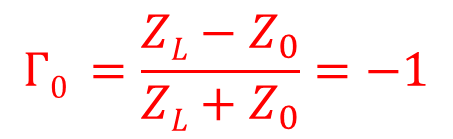 Γ₀ = (Z_L − Z₀) / (Z_L + Z₀) = −1